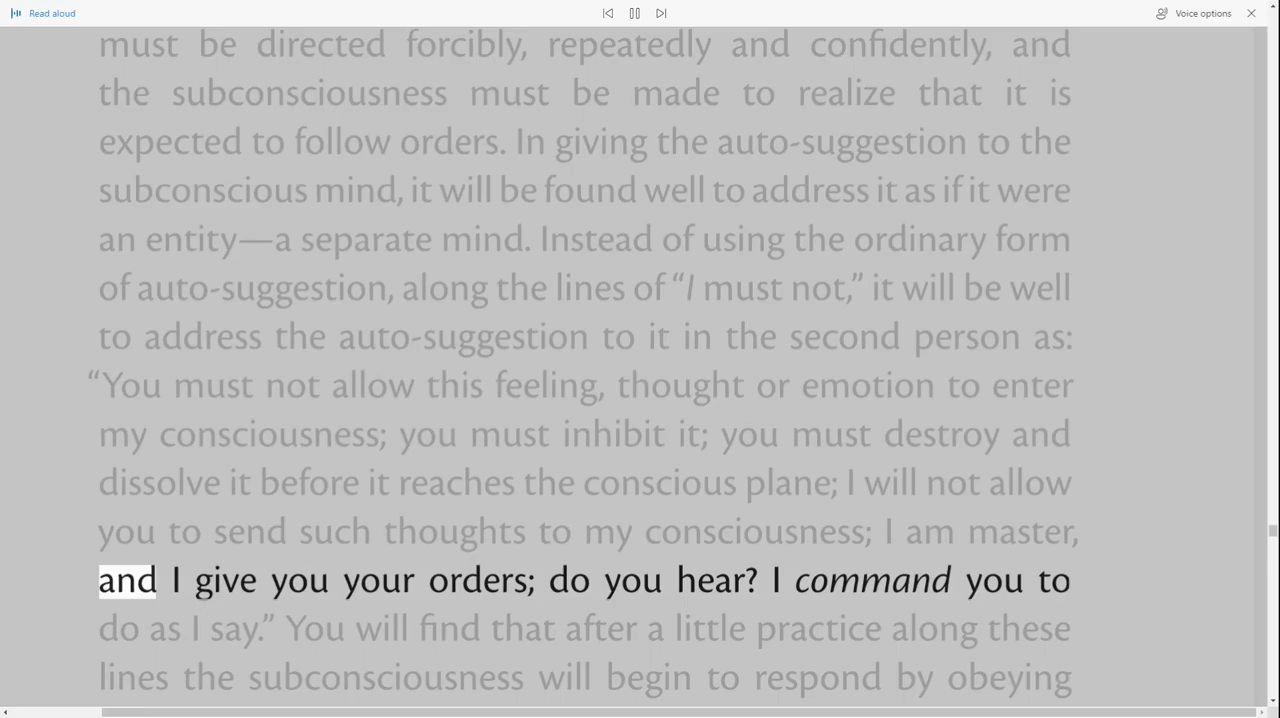 Read aloud
Voice options
must be directed forcibly, repeatedly and confidently, and
the subconsciousness must be made to realize that it is
expected to follow orders. In giving the auto-suggestion to the
subconscious mind, it will be found well to address it as if it were
an entity—a separate mind. Instead of using the ordinary form
of auto-suggestion, along the lines of “I must not,” it will be well
to address the auto-suggestion to it in the second person as:
“You must not allow this feeling, thought or emotion to enter
my consciousness; you must inhibit it; you must destroy and
dissolve it before it reaches the conscious plane; I will not allow
you to send such thoughts to my consciousness; I am master,
and I give you your orders; do you hear? I command you to
do as I say.” You will find that after a little practice along these
lines the subconsciousness will begin to respond by obeying